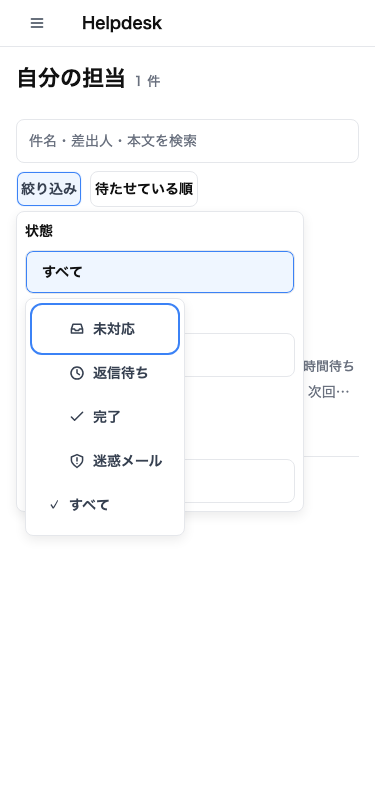 Helpdesk
自分の担当 1 件
件名・差出人・本文を検索
絞り込み 待たせている順
状態
すべて
未対応
時間待ち
返信待ち
次回…
完了
迷惑メール
✓ すべて